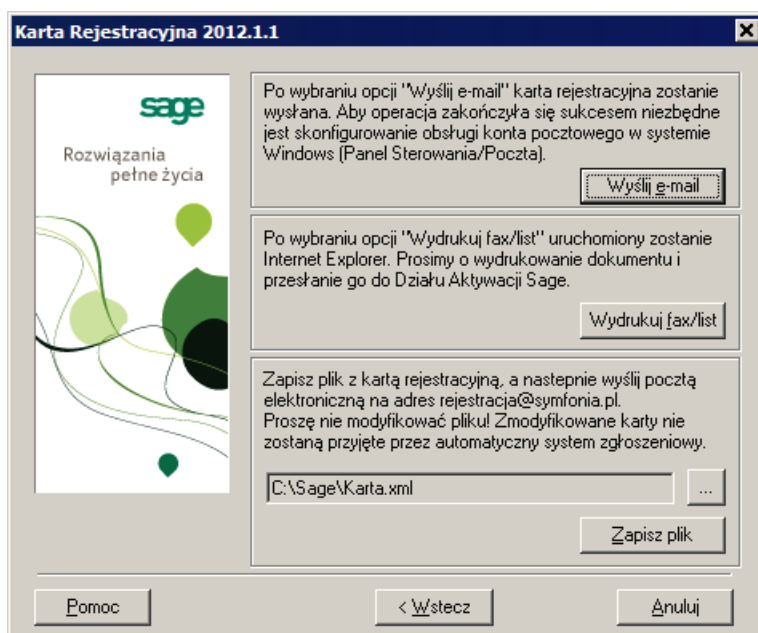 Karta Rejestracyjna 2012.1.1
sage
Rozwiązania
pełne życia
Po wybraniu opcji "Wyślij e-mail" karta rejestracyjna zostanie
wysłana. Aby operacja zakończyła się sukcesem niezbędne
jest skonfigurowanie obsługi konta pocztowego w systemie
Windows (Panel Sterowania/Poczta).
Wyślij e-mail
Po wybraniu opcji "Wydrukuj fax/list" uruchomiony zostanie
Internet Explorer. Prosimy o wydrukowanie dokumentu i
przesłanie go do Działu Aktywacji Sage.
Wydrukuj fax/list
Zapisz plik z kartą rejestracyjną, a nastepnie wyślij pocztą
elektroniczną na adres rejestracja@symfonia.pl.
Proszę nie modyfikować pliku! Zmodyfikowane karty nie
zostaną przyjęte przez automatyczny system zgłoszeniowy.
C:\Sage\Karta.xml
...
Zapisz plik
Pomoc
< Wstecz
Anuluj